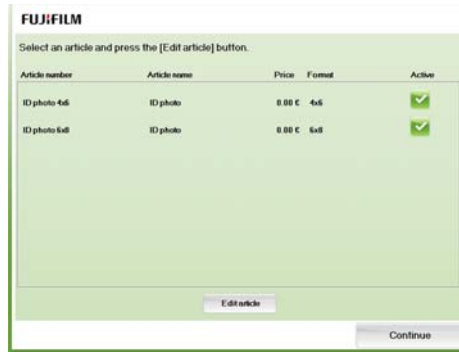 FUJIFILM
Select an article and press the [Edit article] button.
Article number Article name Price Format Active
ID photo 4x6 ID photo 0.00 € 4x6
ID photo 6x8 ID photo 0.00 € 6x8
Edit article
Continue